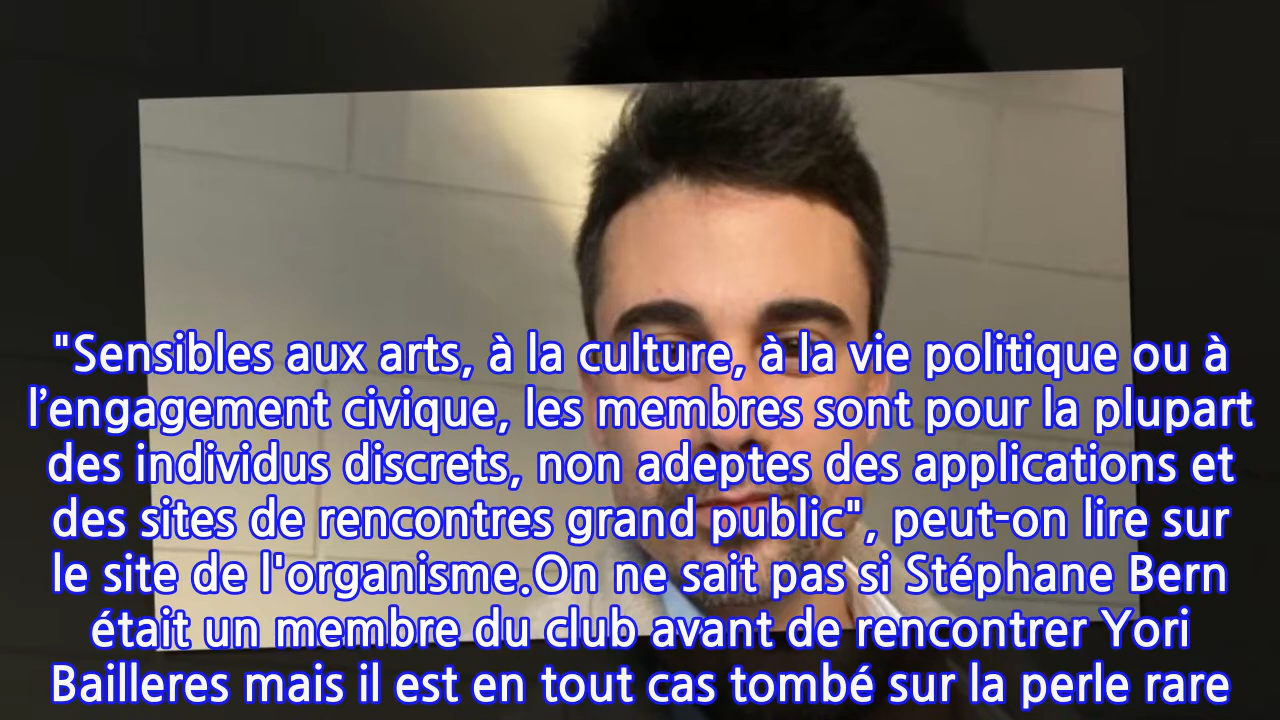 "Sensibles aux arts, à la culture, à la vie politique ou à
l’engagement civique, les membres sont pour la plupart
des individus discrets, non adeptes des applications et
des sites de rencontres grand public", peut-on lire sur
le site de l'organisme.On ne sait pas si Stéphane Bern
était un membre du club avant de rencontrer Yori
Bailleres mais il est en tout cas tombé sur la perle rare